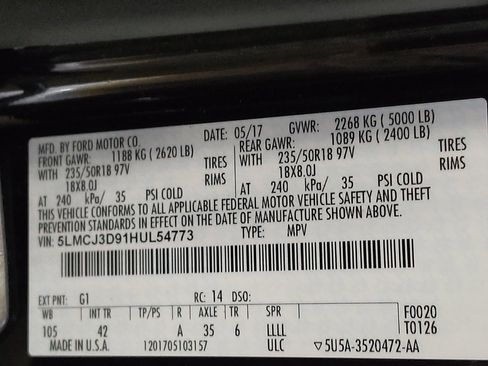 MFD. BY FORD MOTOR CO. DATE: 05/17 GVWR: 2268 KG ( 5000 LB)
FRONT GAWR: 1188 KG ( 2620 LB) REAR GAWR: 1089 KG ( 2400 LB)
WITH 235/50R18 97V TIRES WITH 235/50R18 97V TIRES
18X8.0J RIMS 18X8.0J RIMS
AT 240 kPa/ 35 PSI COLD AT 240 kPa/ 35 PSI COLD
THIS VEHICLE CONFORMS TO ALL APPLICABLE FEDERAL MOTOR VEHICLE SAFETY AND THEFT
PREVENTION STANDARDS IN EFFECT ON THE DATE OF MANUFACTURE SHOWN ABOVE.
VIN: 5LMCJ3D91HUL54773 TYPE: MPV
EXT PNT: G1 RC: 14 DSO:
WB INT TR TP/PS R AXLE TR SPR F0020
105 42 A 35 6 LLLL T0126
MADE IN U.S.A. 1201705103157 ULC ▽5U5A-3520472-AA